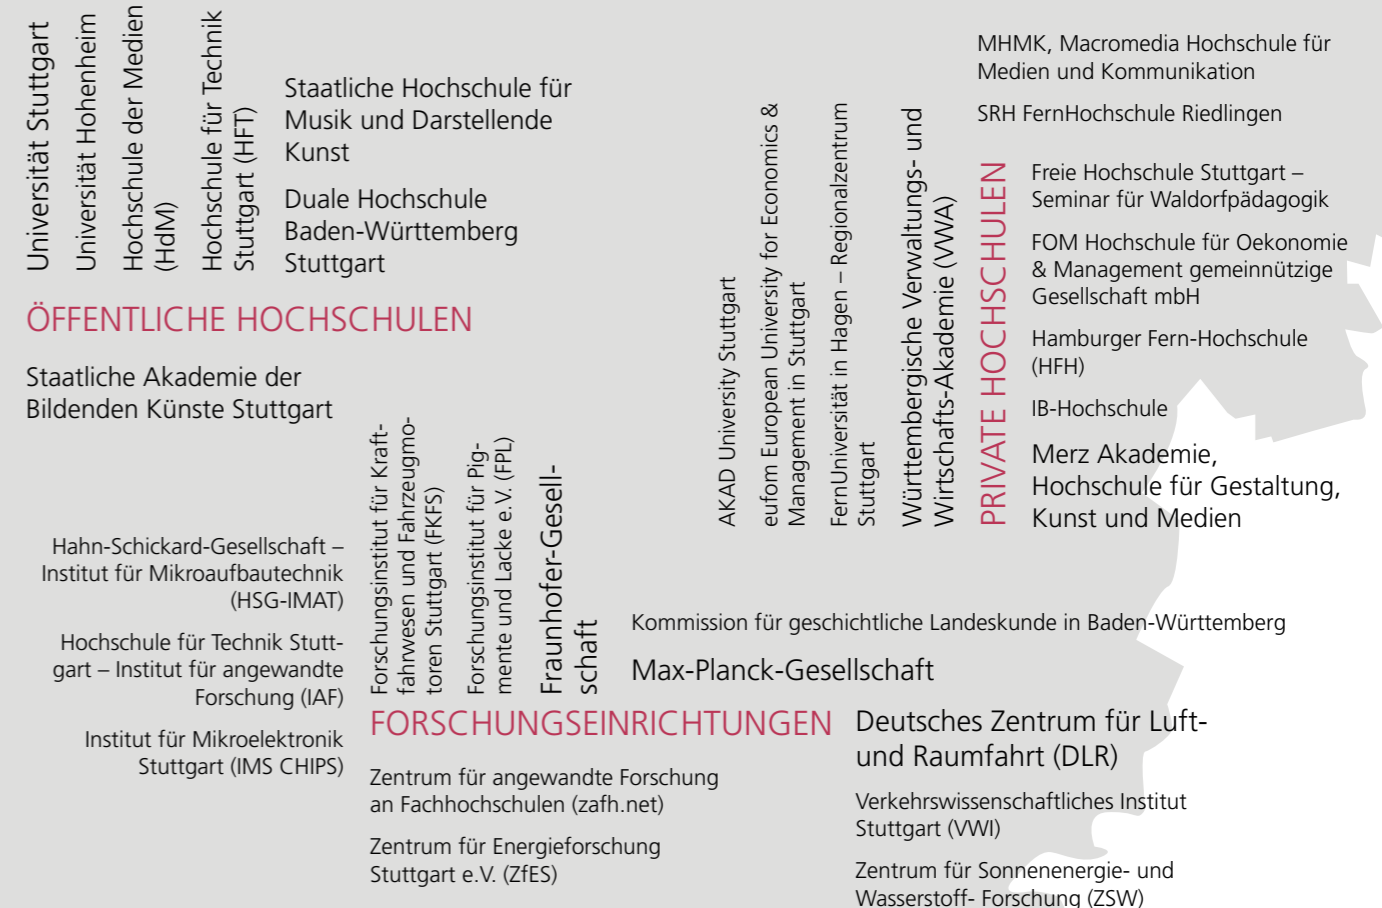 Universität Stuttgart
Universität Hohenheim
Hochschule der Medien
(HdM)
Hochschule für Technik
Stuttgart (HFT)
Staatliche Hochschule für
Musik und Darstellende
Kunst
Duale Hochschule
Baden-Württemberg
Stuttgart
ÖFFENTLICHE HOCHSCHULEN
Staatliche Akademie der
Bildenden Künste Stuttgart
AKAD University Stuttgart
eufom European University for Economics &
Management in Stuttgart
FernUniversität in Hagen – Regionalzentrum
Stuttgart
Württembergische Verwaltungs- und
Wirtschafts-Akademie (VWA)
PRIVATE HOCHSCHULEN
MHMK, Macromedia Hochschule für
Medien und Kommunikation
SRH FernHochschule Riedlingen
Freie Hochschule Stuttgart –
Seminar für Waldorfpädagogik
FOM Hochschule für Oekonomie
& Management gemeinnützige
Gesellschaft mbH
Hamburger Fern-Hochschule
(HFH)
IB-Hochschule
Merz Akademie,
Hochschule für Gestaltung,
Kunst und Medien
Hahn-Schickard-Gesellschaft –
Institut für Mikroaufbautechnik
(HSG-IMAT)
Hochschule für Technik Stutt-
gart – Institut für angewandte
Forschung (IAF)
Institut für Mikroelektronik
Stuttgart (IMS CHIPS)
Forschungsinstitut für Kraft-
fahrwesen und Fahrzeugmo-
toren Stuttgart (FKFS)
Forschungsinstitut für Pig-
mente und Lacke e.V. (FPL)
Fraunhofer-Gesell-
schaft
Kommission für geschichtliche Landeskunde in Baden-Württemberg
Max-Planck-Gesellschaft
FORSCHUNGSEINRICHTUNGEN
Zentrum für angewandte Forschung
an Fachhochschulen (zafh.net)
Zentrum für Energieforschung
Stuttgart e.V. (ZfES)
Deutsches Zentrum für Luft-
und Raumfahrt (DLR)
Verkehrswissenschaftliches Institut
Stuttgart (VWI)
Zentrum für Sonnenenergie- und
Wasserstoff- Forschung (ZSW)